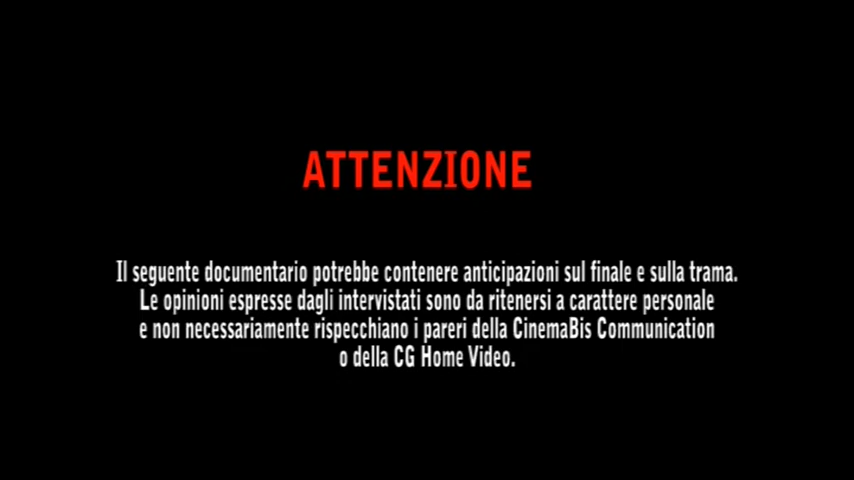 ATTENZIONE
Il seguente documentario potrebbe contenere anticipazioni sul finale e sulla trama.
Le opinioni espresse dagli intervistati sono da ritenersi a carattere personale
e non necessariamente rispecchiano i pareri della CinemaBis Communication
o della CG Home Video.